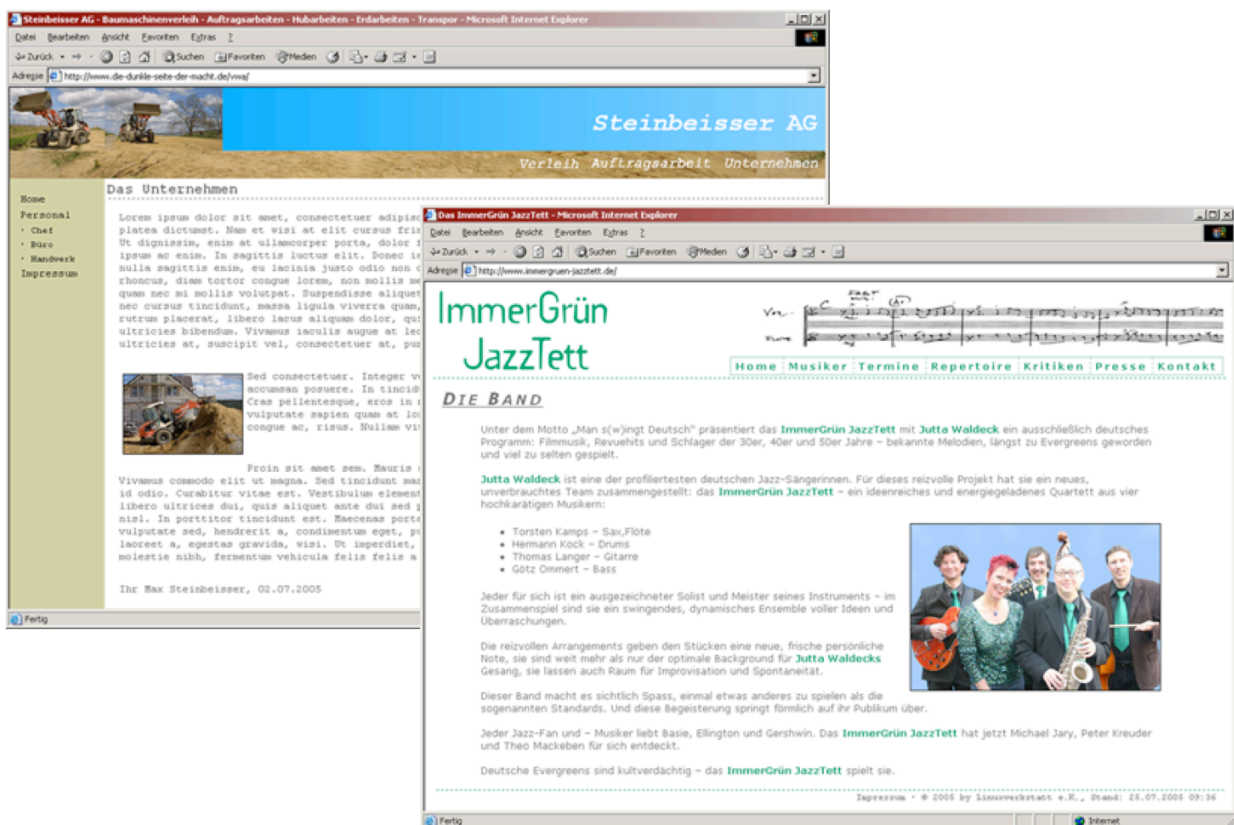 Steinbeisser AG - Baumaschinenverleih - Auftragsarbeiten - Hubarbeiten - Erdarbeiten - Transpor - Microsoft Internet Explorer
Datei Bearbeiten Ansicht Favoriten Extras ?
Zurück Suchen Favoriten Medien
Adresse http://www.die-dunkle-seite-der-macht.de/vwa/
Steinbeisser AG
Verleih Auftragsarbeit Unternehmen
Home
Personal
· Chef
· Büro
· Handwerk
Impressum
Das Unternehmen
Lorem ipsum dolor sit amet, consectetuer adipisc
platea dictumst. Nam et wisi at elit cursus fris
Ut dignissim, enim at ullamcorper porta, dolor
ipsum ac enim. In sagittis luctus elit. Donec
nulla sagittis enim, eu lacinia justo odio non
rhoncus, diam tortor congue lorem, non mollis me
quam nec mi mollis volutpat. Suspendisse aliquet
nec cursus tincidunt, massa ligula viverra quam,
rutrum placerat, libero lacus aliquam dolor, qui
ultricies bibendum. Vivamus iaculis augue at lec
ultricies at, suscipit vel, consectetuer at, pur
Sed consectetuer. Integer ve
accumsan posuere. In tincid
Cras pellentesque, eros in
vulputate sapien quam at lo
congue ac, risus. Nullam vi
Proin sit amet sem. Mauris
Vivamus commodo elit ut magna. Sed tincidunt mas
id odio. Curabitur vitae est. Vestibulum element
libero ultrices dui, quis aliquet ante dui sed p
nisl. In porttitor tincidunt est. Maecenas porta
vulputate sed, hendrerit a, condimentum eget, pu
laoreet a, egestas gravida, wisi. Ut imperdiet,
molestie nibh, fermentum vehicula felis felis a
Ihr Max Steinbeisser, 02.07.2005
Fertig
Das ImmerGrün JazzTett - Microsoft Internet Explorer
Datei Bearbeiten Ansicht Favoriten Extras ?
Zurück Suchen Favoriten Medien
Adresse http://www.immergruen-jazztett.de/
ImmerGrün
JazzTett
Home Musiker Termine Repertoire Kritiken Presse Kontakt
DIE BAND
Unter dem Motto „Man s(w)ingt Deutsch" präsentiert das ImmerGrün JazzTett mit Jutta Waldeck ein ausschließlich deutsches
Programm: Filmmusik, Revuehits und Schlager der 30er, 40er und 50er Jahre – bekannte Melodien, längst zu Evergreens geworden
und viel zu selten gespielt.
Jutta Waldeck ist eine der profiliertesten deutschen Jazz-Sängerinnen. Für dieses reizvolle Projekt hat sie ein neues,
unverbrauchtes Team zusammengestellt: das ImmerGrün JazzTett – ein ideenreiches und energiegeladenes Quartett aus vier
hochkarätigen Musikern:
• Torsten Kamps – Sax,Flöte
• Hermann Kock – Drums
• Thomas Langer – Gitarre
• Götz Ommert – Bass
Jeder für sich ist ein ausgezeichneter Solist und Meister seines Instruments – im
Zusammenspiel sind sie ein swingendes, dynamisches Ensemble voller Ideen und
Überraschungen.
Die reizvollen Arrangements geben den Stücken eine neue, frische persönliche
Note, sie sind weit mehr als nur der optimale Background für Jutta Waldecks
Gesang, sie lassen auch Raum für Improvisation und Spontaneität.
Dieser Band macht es sichtlich Spass, einmal etwas anderes zu spielen als die
sogenannten Standards. Und diese Begeisterung springt förmlich auf ihr Publikum über.
Jeder Jazz-Fan und – Musiker liebt Basie, Ellington und Gershwin. Das ImmerGrün JazzTett hat jetzt Michael Jary, Peter Kreuder
und Theo Mackeben für sich entdeckt.
Deutsche Evergreens sind kultverdächtig – das ImmerGrün JazzTett spielt sie.
Impressum · © 2005 by Linuxwerkstatt e.K., Stand: 25.07.2005 09:36
Fertig
Internet